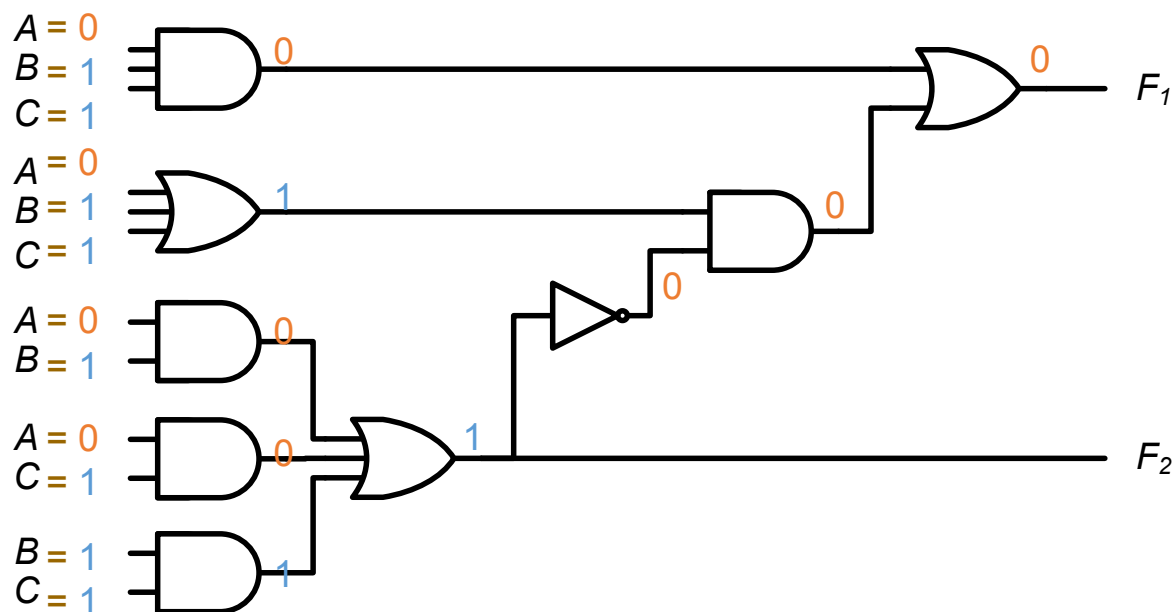 A = 0
B = 1
C = 1
0
0
F1
A = 0
B = 1
C = 1
1
0
0
A = 0
B = 1
0
A = 0
C = 1
0
1
F2
B = 1
C = 1
1